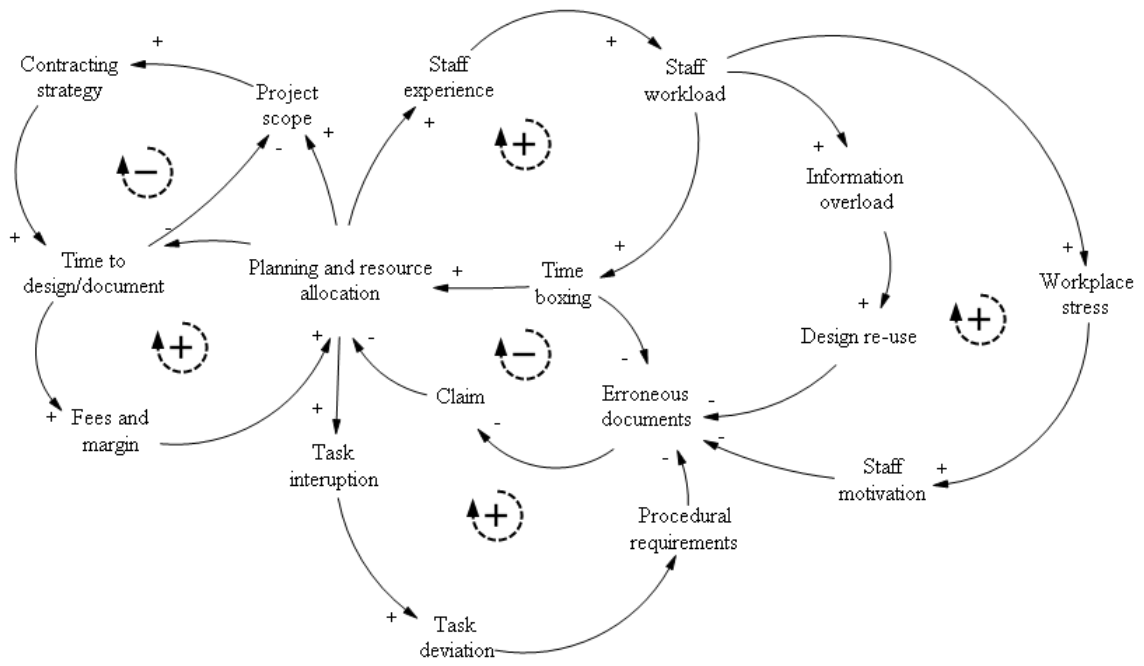 Contracting
strategy
Project
scope
Staff
experience
Staff
workload
Information
overload
Time to
design/document
Planning and resource
allocation
Time
boxing
Workplace
stress
Design re-use
Fees and
margin
Claim
Erroneous
documents
Task
interuption
Staff
motivation
Procedural
requirements
Task
deviation